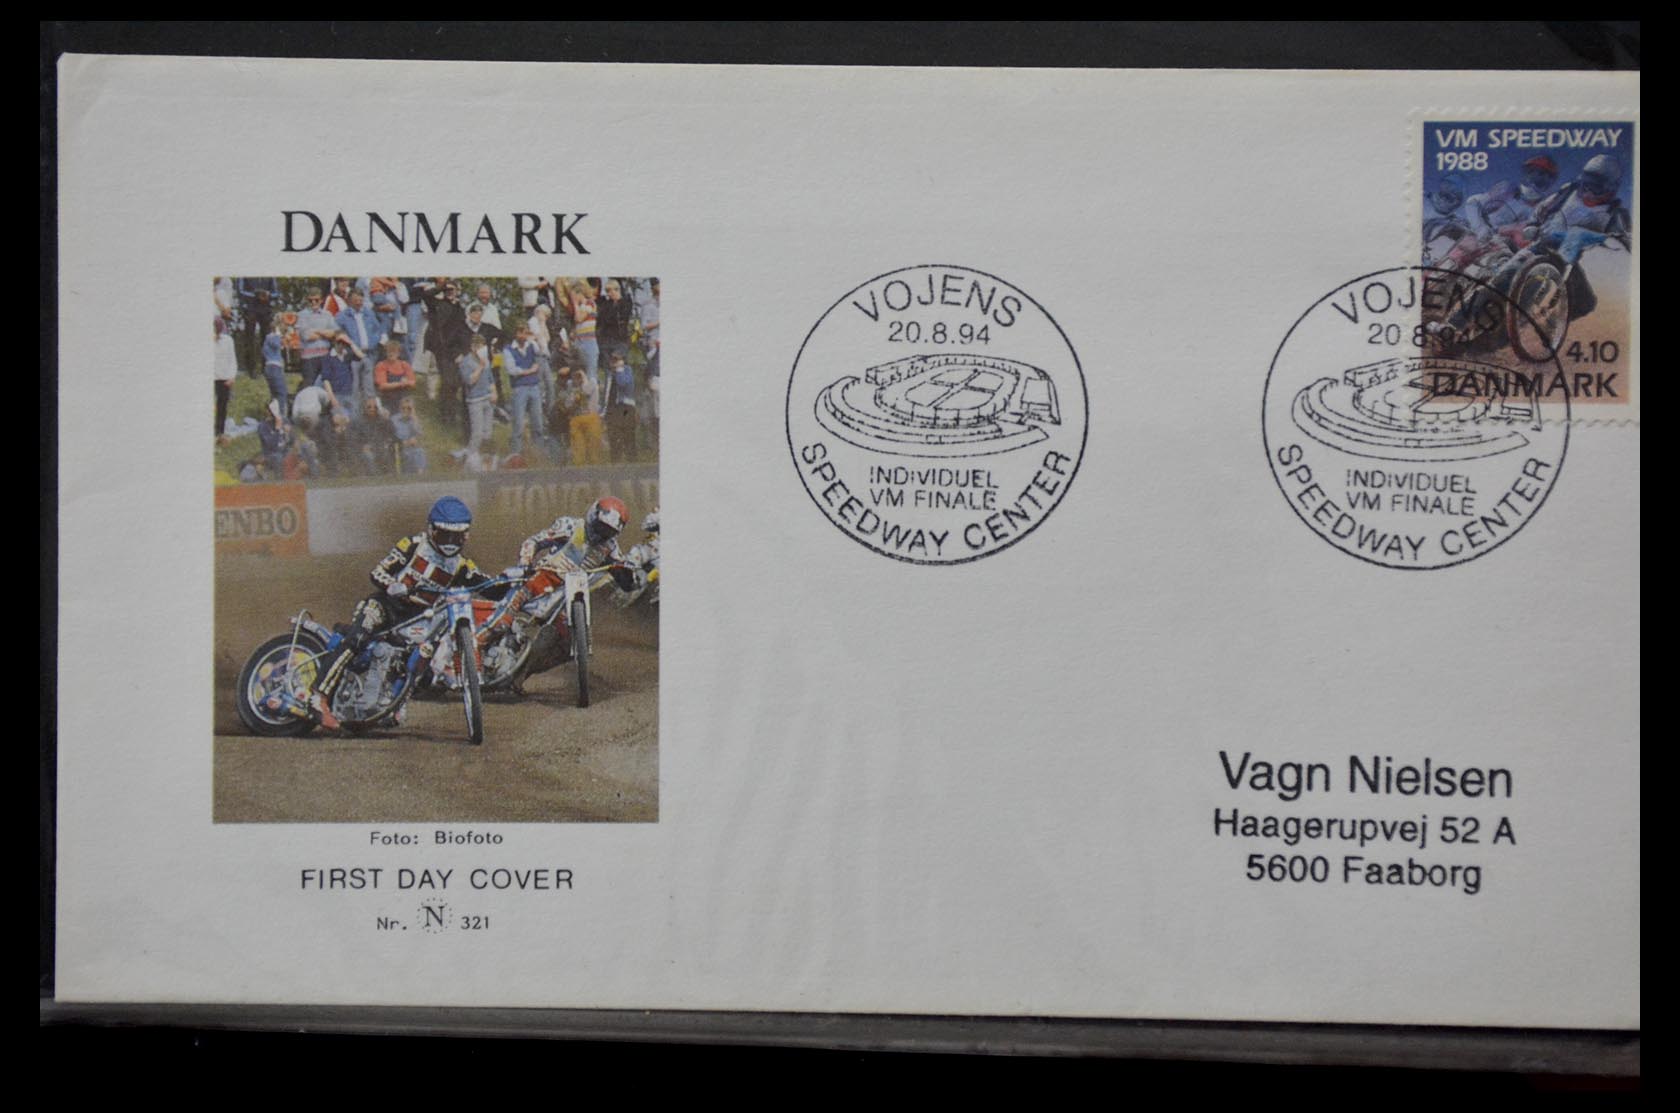 DANMARK
ENBO
Foto: Biofoto
FIRST DAY COVER
Nr. N 321
VOJENS
20.8.94
INDIVIDUEL
VM FINALE
SPEEDWAY CENTER
VM SPEEDWAY
1988
4.10
DANMARK
VOJENS
20.8.94
INDIVIDUEL
VM FINALE
SPEEDWAY CENTER
Vagn Nielsen
Haagerupvej 52 A
5600 Faaborg